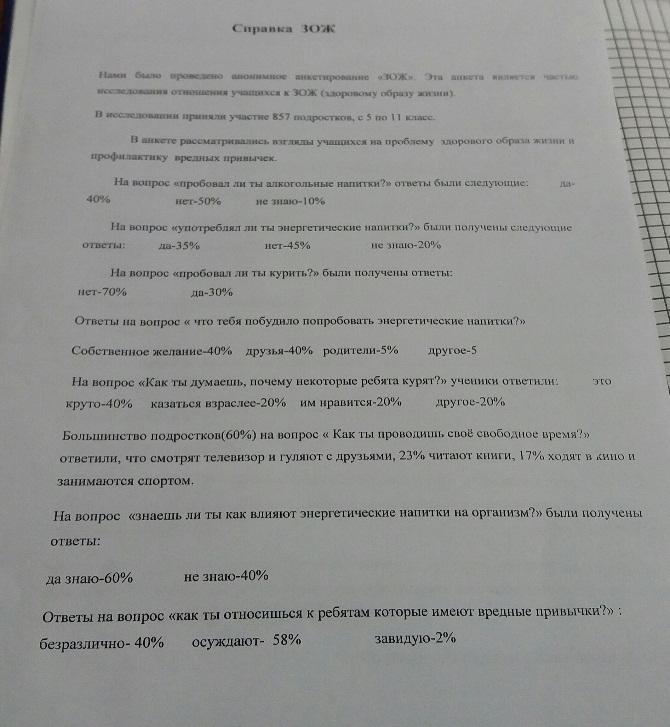 Справка ЗОЖ
Нами было проведено анонимное анкетирование «ЗОЖ». Эта анкета является частью
исследования отношения учащихся к ЗОЖ (здоровому образу жизни).
В исследовании приняли участие 857 подростков, с 5 по 11 класс.
В анкете рассматривались взгляды учащихся на проблему здорового образа жизни и
профилактику вредных привычек.
На вопрос «пробовал ли ты алкогольные напитки?» ответы были следующие: да-
40% нет-50% не знаю-10%
На вопрос «употреблял ли ты энергетические напитки?» были получены следующие
ответы: да-35% нет-45% не знаю-20%
На вопрос «пробовал ли ты курить?» были получены ответы:
нет-70% да-30%
Ответы на вопрос « что тебя побудило попробовать энергетические напитки?»
Собственное желание-40% друзья-40% родители-5% другое-5
На вопрос «Как ты думаешь, почему некоторые ребята курят?» ученики ответили: это
круто-40% казаться взраслее-20% им нравится-20% другое-20%
Большинство подростков(60%) на вопрос « Как ты проводишь своё свободное время?»
ответили, что смотрят телевизор и гуляют с друзьями, 23% читают книги, 17% ходят в кино и
занимаются спортом.
На вопрос «знаешь ли ты как влияют энергетические напитки на организм?» были получены
ответы:
да знаю-60% не знаю-40%
Ответы на вопрос «как ты относишься к ребятам которые имеют вредные привычки?» :
безразлично- 40% осуждают- 58% завидую-2%